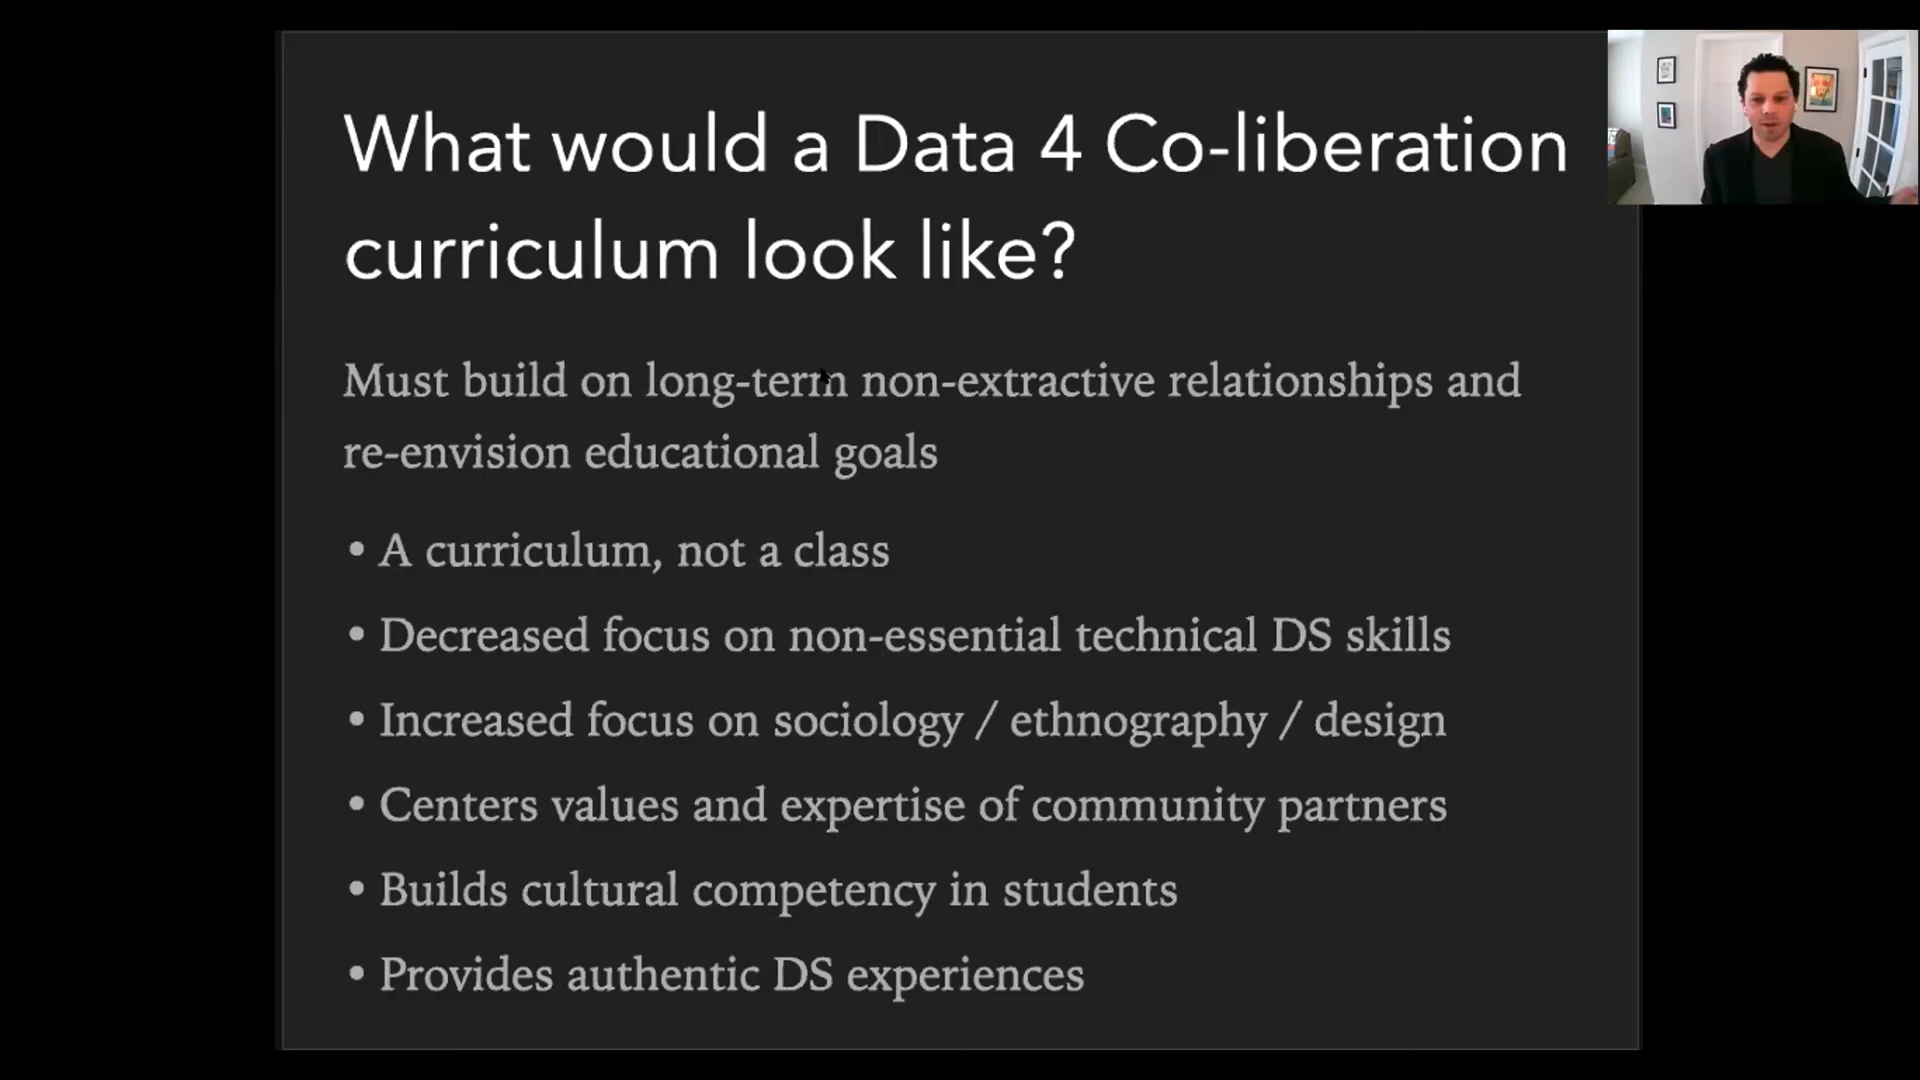 What would a Data 4 Co-liberation
curriculum look like?
Must build on long-term non-extractive relationships and
re-envision educational goals
• A curriculum, not a class
• Decreased focus on non-essential technical DS skills
• Increased focus on sociology / ethnography / design
• Centers values and expertise of community partners
• Builds cultural competency in students
• Provides authentic DS experiences